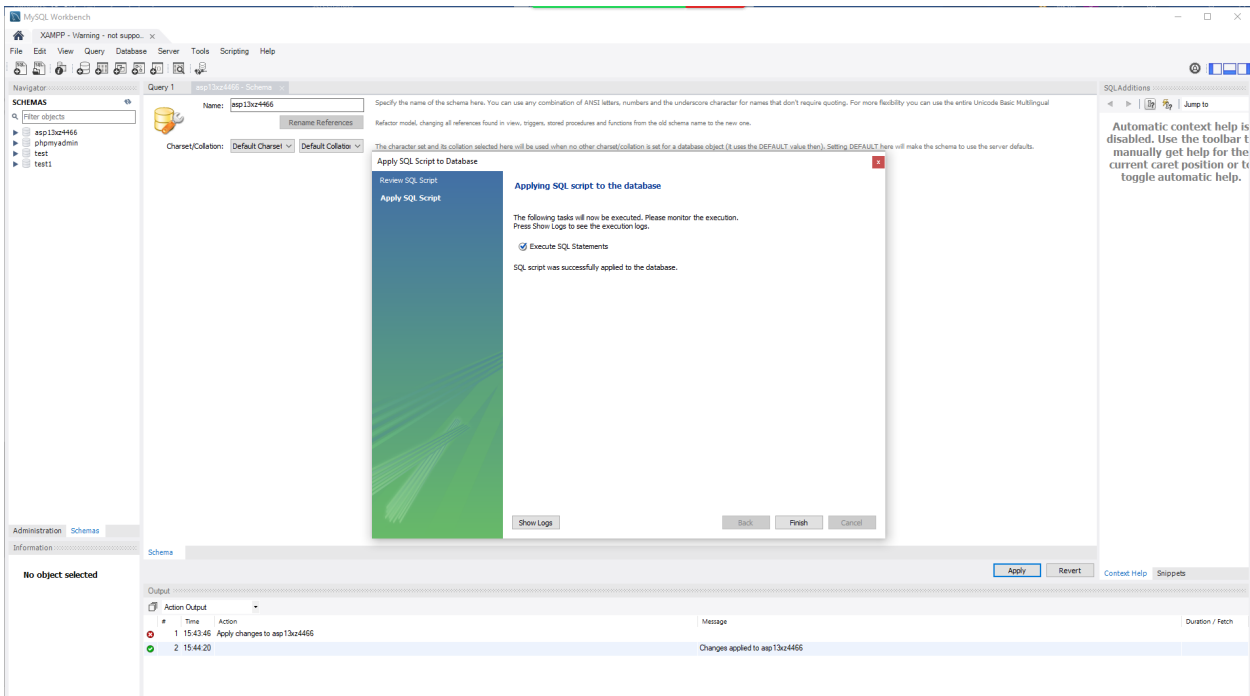 MySQL Workbench
XAMPP - Warning - not suppo..
File Edit View Query Database Server Tools Scripting Help
Navigator
SCHEMAS
Filter objects
asp13xz4466
phpmyadmin
test
test1
Administration Schemas
Information
No object selected
Query 1 asp13xz4466 - Schema
Name: asp13xz4466
Specify the name of the schema here. You can use any combination of ANSI letters, numbers and the underscore character for names that don't require quoting. For more flexibility you can use the entire Unicode Basic Multilingual
Rename References
Refactor model, changing all references found in view, triggers, stored procedures and functions from the old schema name to the new one.
Charset/Collation: Default Charset Default Collation
The character set and its collation selected here will be used when no other charset/collation is set for a database object (it uses the DEFAULT value then). Setting DEFAULT here will make the schema to use the server defaults.
Apply SQL Script to Database
Review SQL Script
Apply SQL Script
Applying SQL script to the database
The following tasks will now be executed. Please monitor the execution.
Press Show Logs to see the execution logs.
Execute SQL Statements
SQL script was successfully applied to the database.
Show Logs Back Finish Cancel
Schema
Apply Revert
SQLAdditions
Jump to
Automatic context help is
disabled. Use the toolbar t
manually get help for the
current caret position or to
toggle automatic help.
Context Help Snippets
Output
Action Output
# Time Action Message Duration / Fetch
1 15:43:46 Apply changes to asp13xz4466
2 15:44:20 Changes applied to asp13xz4466